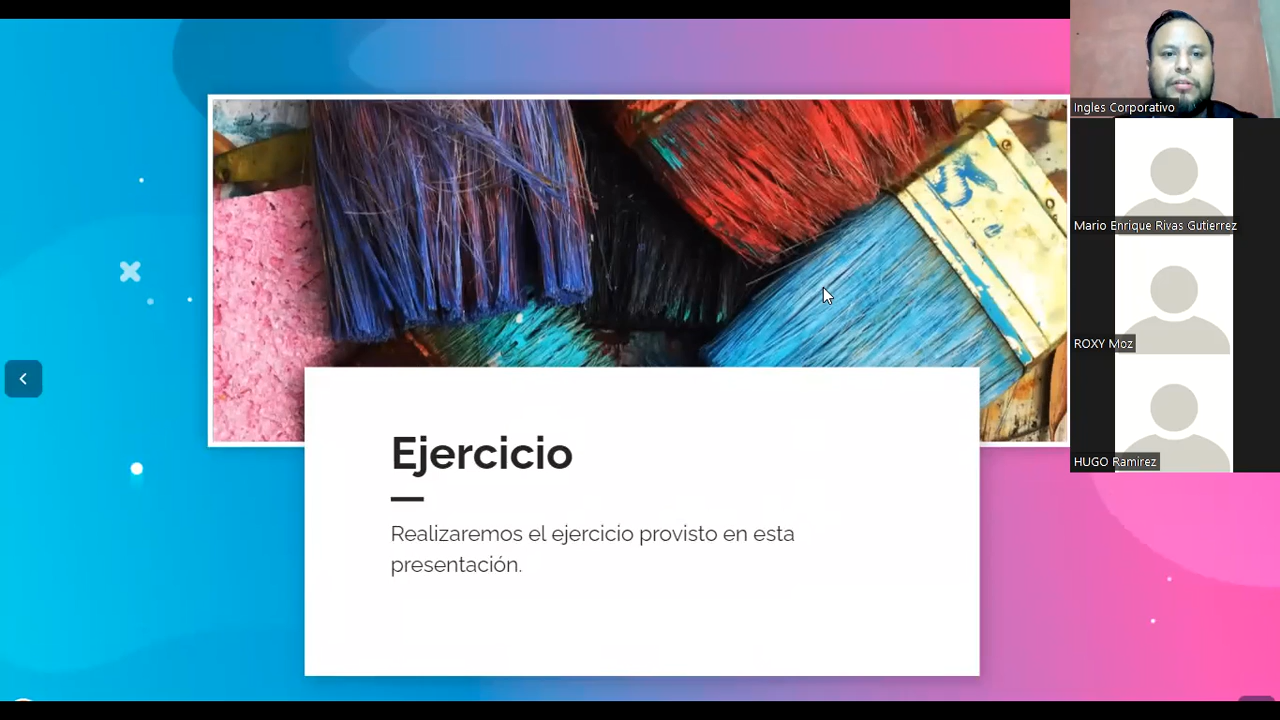 Ingles Corporativo
Mario Enrique Rivas Gutierrez
ROXY Moz
HUGO Ramirez
Ejercicio
Realizaremos el ejercicio provisto en esta
presentación.